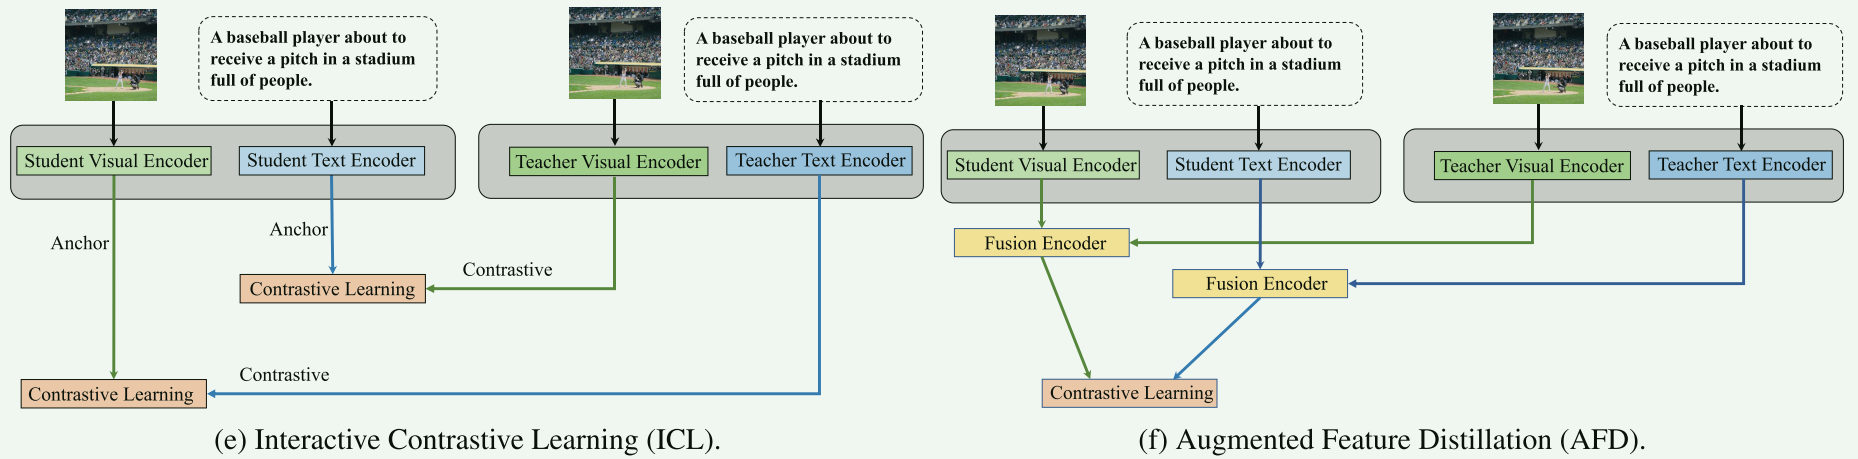 A baseball player about to
receive a pitch in a stadium
full of people.
A baseball player about to
receive a pitch in a stadium
full of people.
Student Visual Encoder
Student Text Encoder
Teacher Visual Encoder
Teacher Text Encoder
Anchor
Anchor
Contrastive
Contrastive Learning
Contrastive
Contrastive Learning
(e) Interactive Contrastive Learning (ICL).
A baseball player about to
receive a pitch in a stadium
full of people.
A baseball player about to
receive a pitch in a stadium
full of people.
Student Visual Encoder
Student Text Encoder
Teacher Visual Encoder
Teacher Text Encoder
Fusion Encoder
Fusion Encoder
Contrastive Learning
(f) Augmented Feature Distillation (AFD).